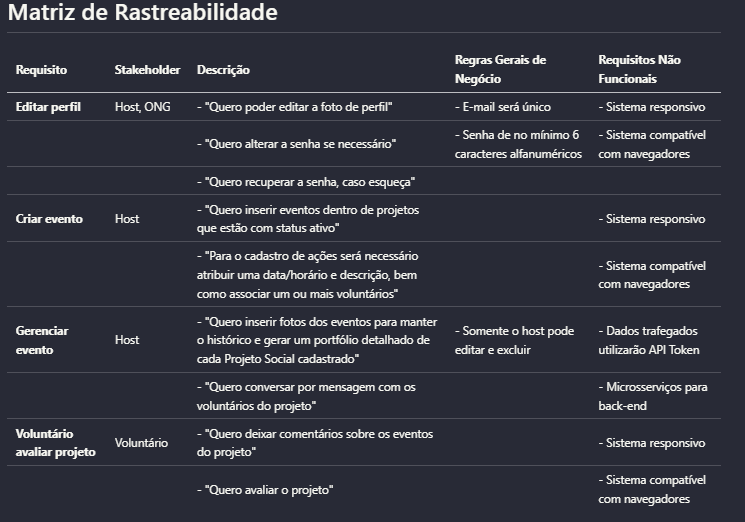 Matriz de Rastreabilidade
Requisito Stakeholder Descrição Regras Gerais de Negócio Requisitos Não Funcionais
Editar perfil Host, ONG - "Quero poder editar a foto de perfil" - E-mail será único - Sistema responsivo
- "Quero alterar a senha se necessário" - Senha de no mínimo 6 caracteres alfanuméricos - Sistema compatível com navegadores
- "Quero recuperar a senha, caso esqueça"
Criar evento Host - "Quero inserir eventos dentro de projetos que estão com status ativo" - Sistema responsivo
- "Para o cadastro de ações será necessário atribuir uma data/horário e descrição, bem como associar um ou mais voluntários" - Sistema compatível com navegadores
Gerenciar evento Host - "Quero inserir fotos dos eventos para manter o histórico e gerar um portfólio detalhado de cada Projeto Social cadastrado" - Somente o host pode editar e excluir - Dados trafegados utilizarão API Token
- "Quero conversar por mensagem com os voluntários do projeto" - Microsserviços para back-end
Voluntário avaliar projeto Voluntário - "Quero deixar comentários sobre os eventos do projeto" - Sistema responsivo
- "Quero avaliar o projeto" - Sistema compatível com navegadores